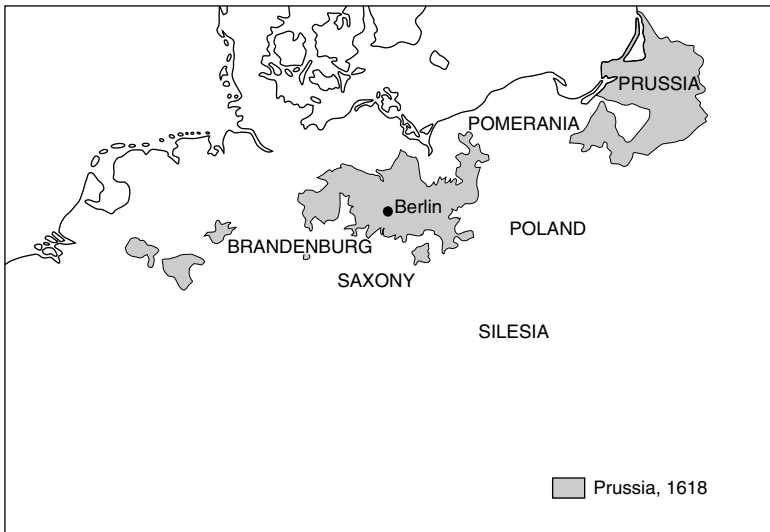 PRUSSIA
POMERANIA
Berlin
POLAND
BRANDENBURG
SAXONY
SILESIA
Prussia, 1618